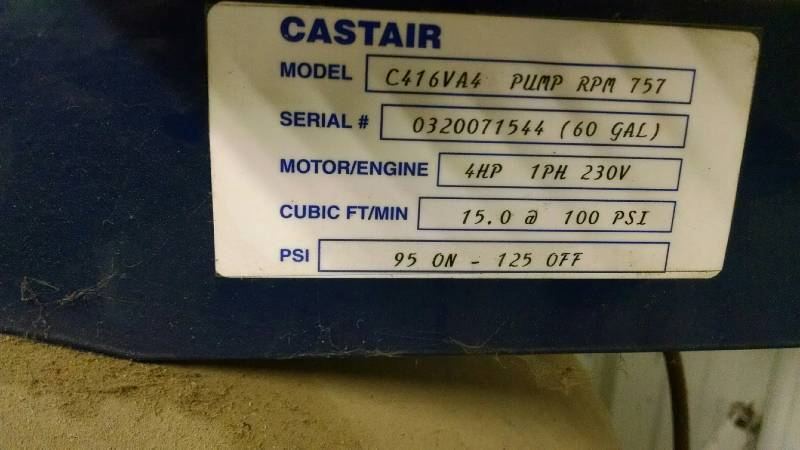 CASTAIR
MODEL C416VA4 PUMP RPM 757
SERIAL # 0320071544 (60 GAL)
MOTOR/ENGINE 4HP 1PH 230V
CUBIC FT/MIN 15.0 @ 100 PSI
PSI 95 ON - 125 OFF